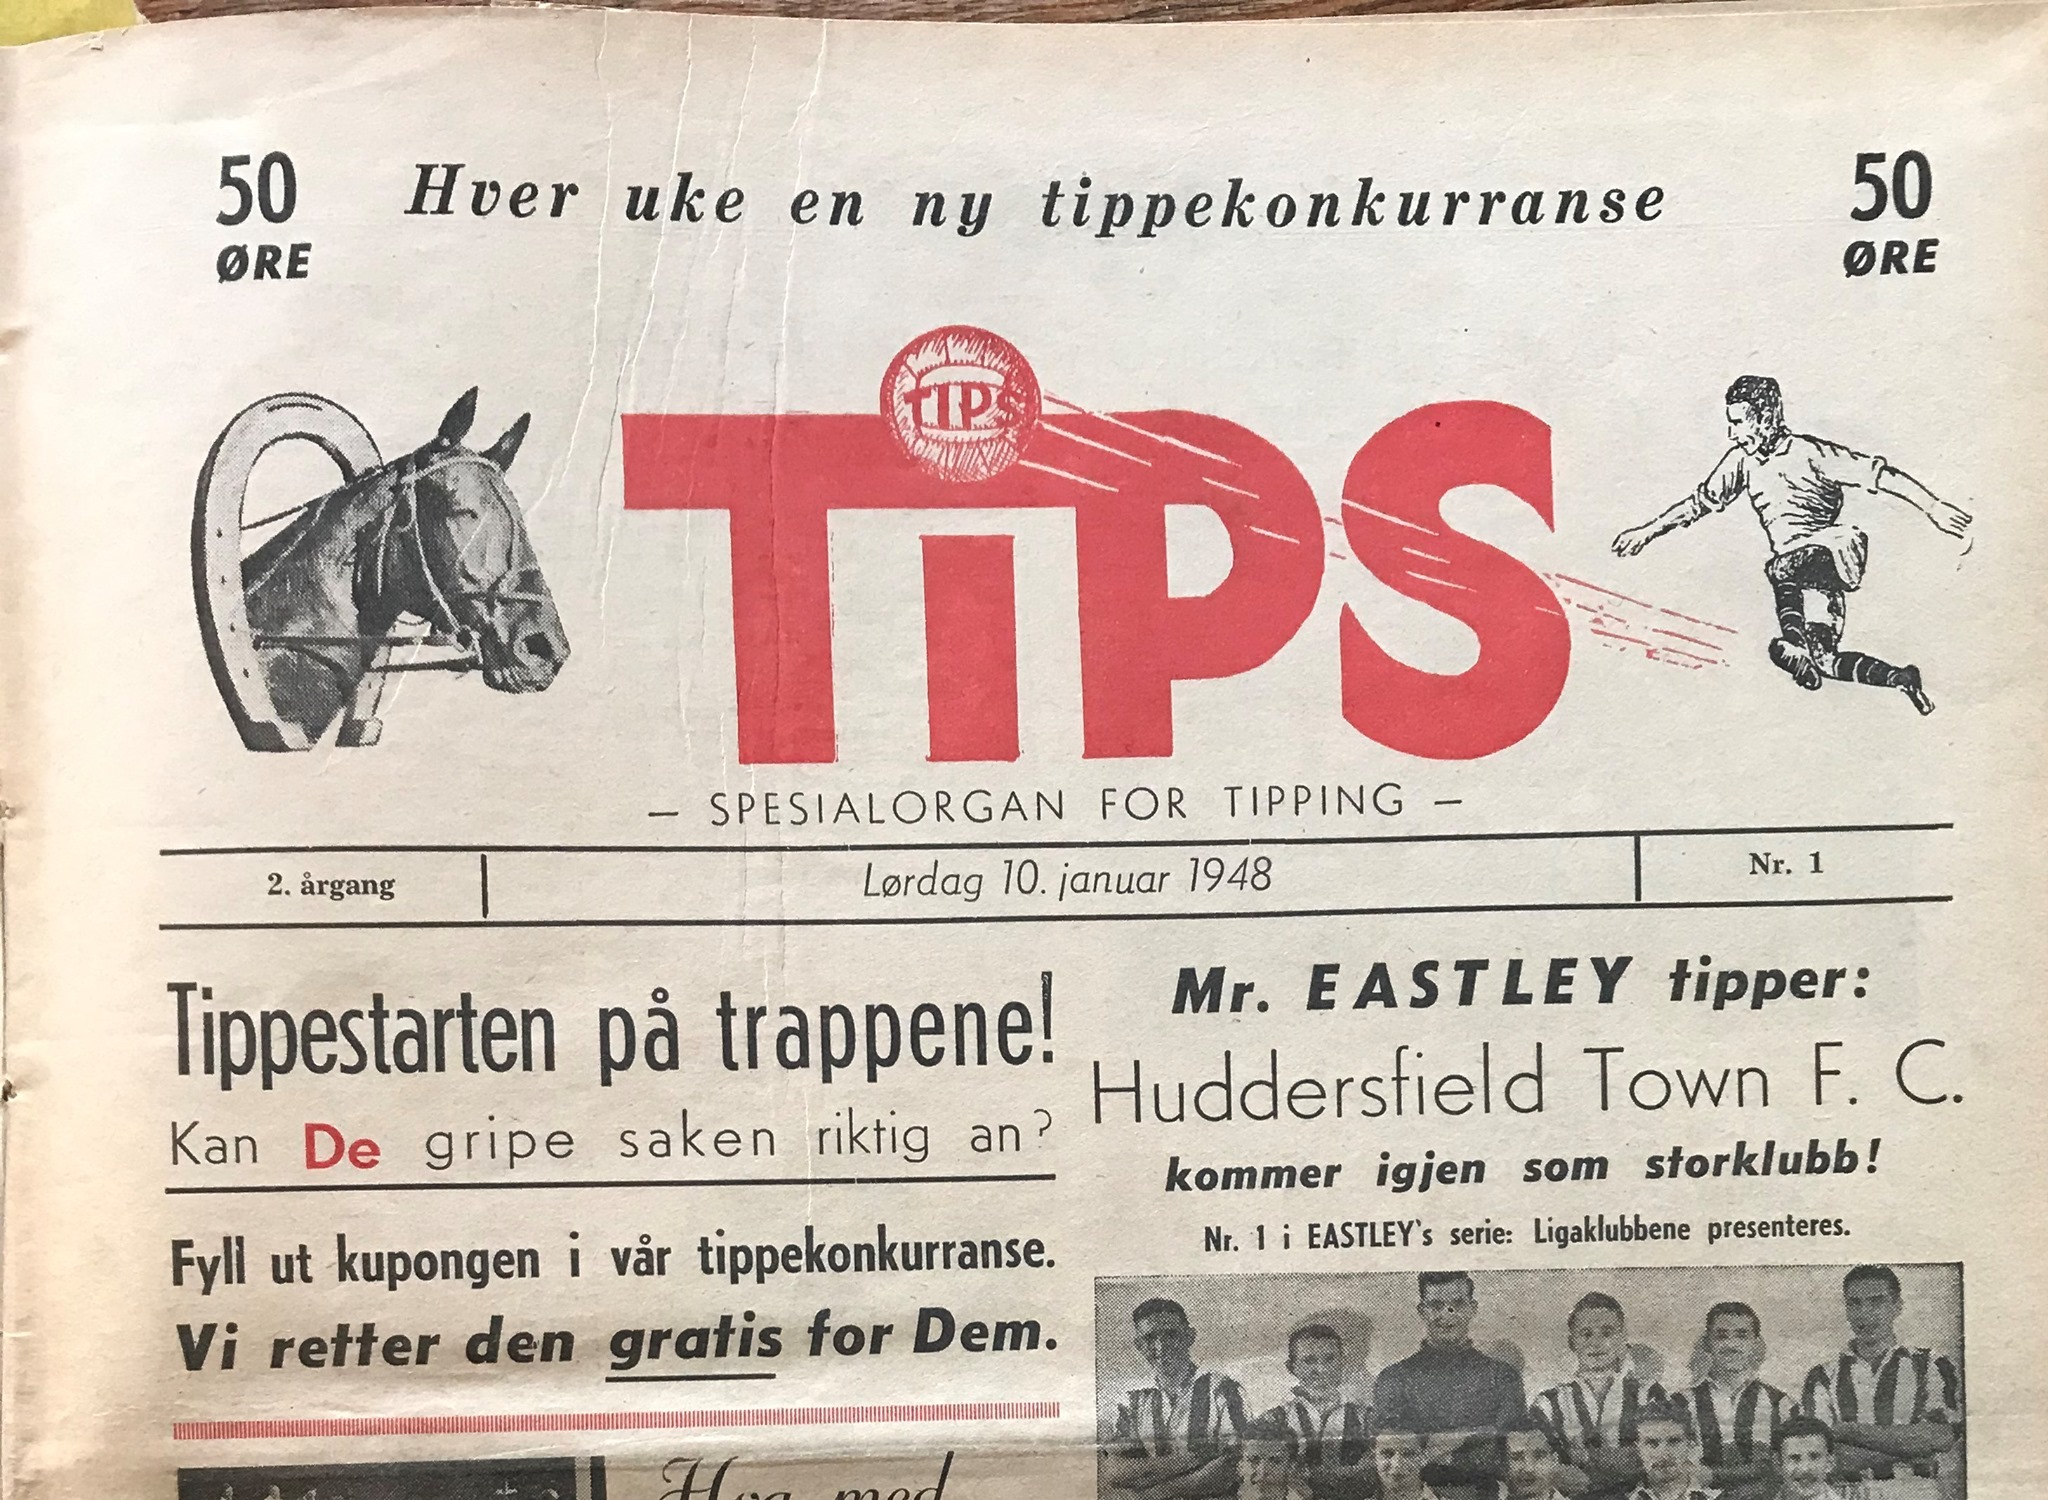 50 Hver uke en ny tippekonkurranse 50
ØRE ØRE
TIPS
TiPS
— SPESIALORGAN FOR TIPPING —
2. årgang Lørdag 10. januar 1948 Nr. 1
Tippestarten på trappene!
Kan De gripe saken riktig an?
Fyll ut kupongen i vår tippekonkurranse.
Vi retter den gratis for Dem.
Hva med
Mr. EASTLEY tipper:
Huddersfield Town F. C.
kommer igjen som storklubb!
Nr. 1 i EASTLEY's serie: Ligaklubbene presenteres.